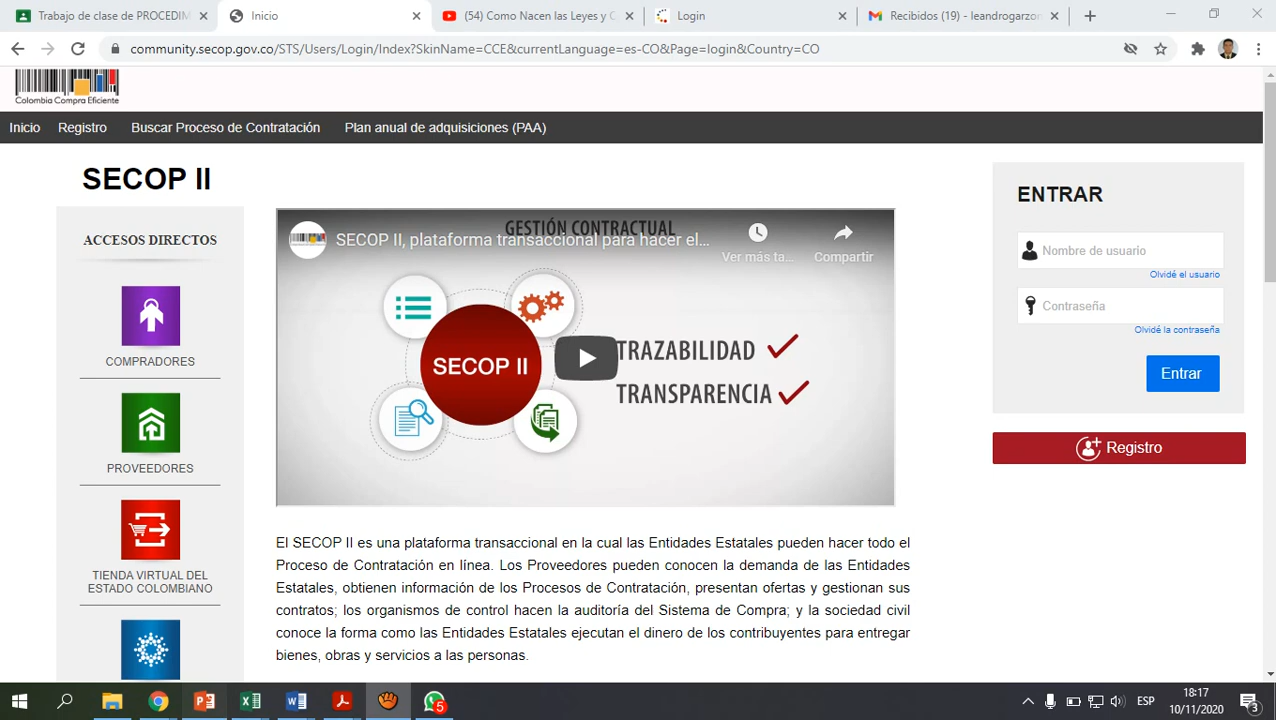 Trabajo de clase de PROCEDIM
Inicio
(54) Como Nacen las Leyes y C
Login
Recibidos (19) - leandrogarzon
community.secop.gov.co/STS/Users/Login/Index?SkinName=CCE&currentLanguage=es-CO&Page=login&Country=CO
Colombia Compra Eficiente
Inicio
Registro
Buscar Proceso de Contratación
Plan anual de adquisiciones (PAA)
SECOP II
ACCESOS DIRECTOS
COMPRADORES
PROVEEDORES
TIENDA VIRTUAL DEL
ESTADO COLOMBIANO
GESTIÓN CONTRACTUAL
SECOP II, plataforma transaccional para hacer el...
Ver más ta...
Compartir
SECOP II
TRAZABILIDAD
TRANSPARENCIA
El SECOP II es una plataforma transaccional en la cual las Entidades Estatales pueden hacer todo el
Proceso de Contratación en línea. Los Proveedores pueden conocer la demanda de las Entidades
Estatales, obtienen información de los Procesos de Contratación, presentan ofertas y gestionan sus
contratos; los organismos de control hacen la auditoría del Sistema de Compra; y la sociedad civil
conoce la forma como las Entidades Estatales ejecutan el dinero de los contribuyentes para entregar
bienes, obras y servicios a las personas.
ENTRAR
Nombre de usuario
Olvidé el usuario
Contraseña
Olvidé la contraseña
Entrar
Registro
5
ESP
18:17
10/11/2020
3